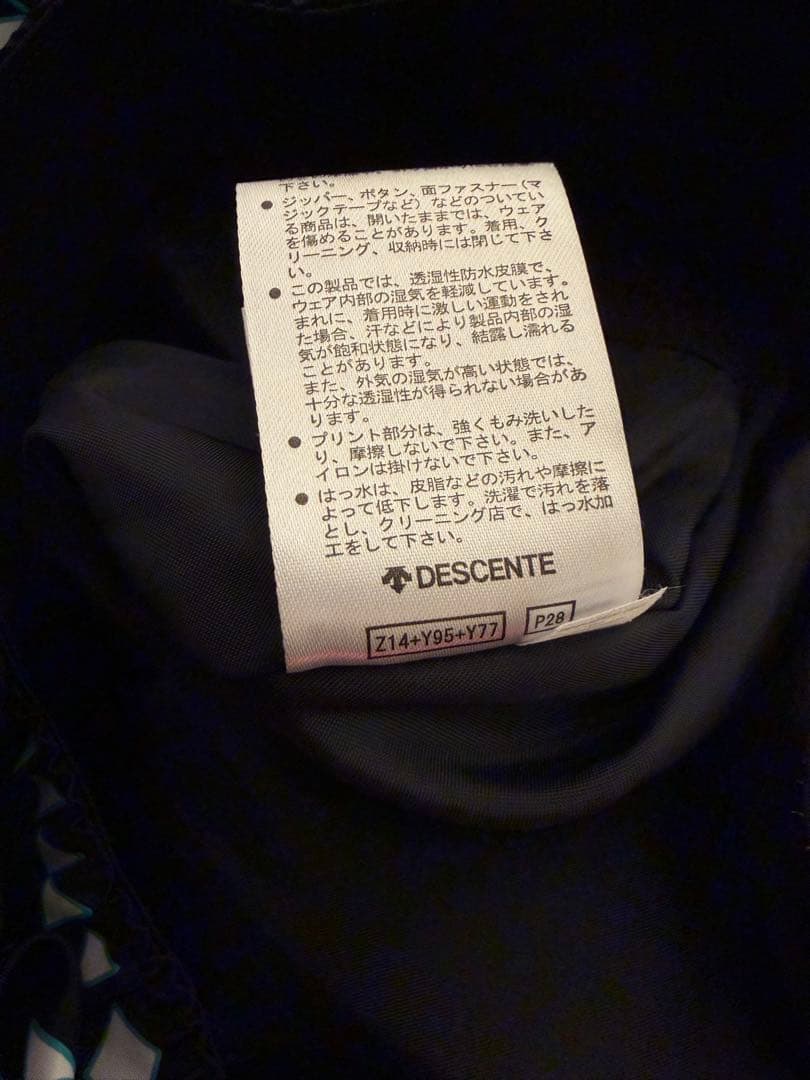 下さい。
● ジッパー、ボタン、面ファスナー(マ
ジックテープなど)などのついてい
る商品は、開いたままでは、ウェア
を傷めることがあります。着用、ク
リーニング、収納時には閉じて下さ
い。
● この製品では、透湿性防水皮膜で、
ウェア内部の湿気を軽減しています。
まれに、着用時に激しい運動をされ
た場合、汗などにより製品内部の湿
気が飽和状態になり、結露し濡れる
ことがあります。
また、外気の湿気が高い状態では、
十分な透湿性が得られない場合があ
ります。
● プリント部分は、強くもみ洗いした
り、摩擦しないで下さい。また、ア
イロンは掛けないで下さい。
● はっ水は、皮脂などの汚れや摩擦に
よって低下します。洗濯で汚れを落
とし、クリーニング店で、はっ水加
工をして下さい。
DESCENTE
Z14+Y95+Y77 P28